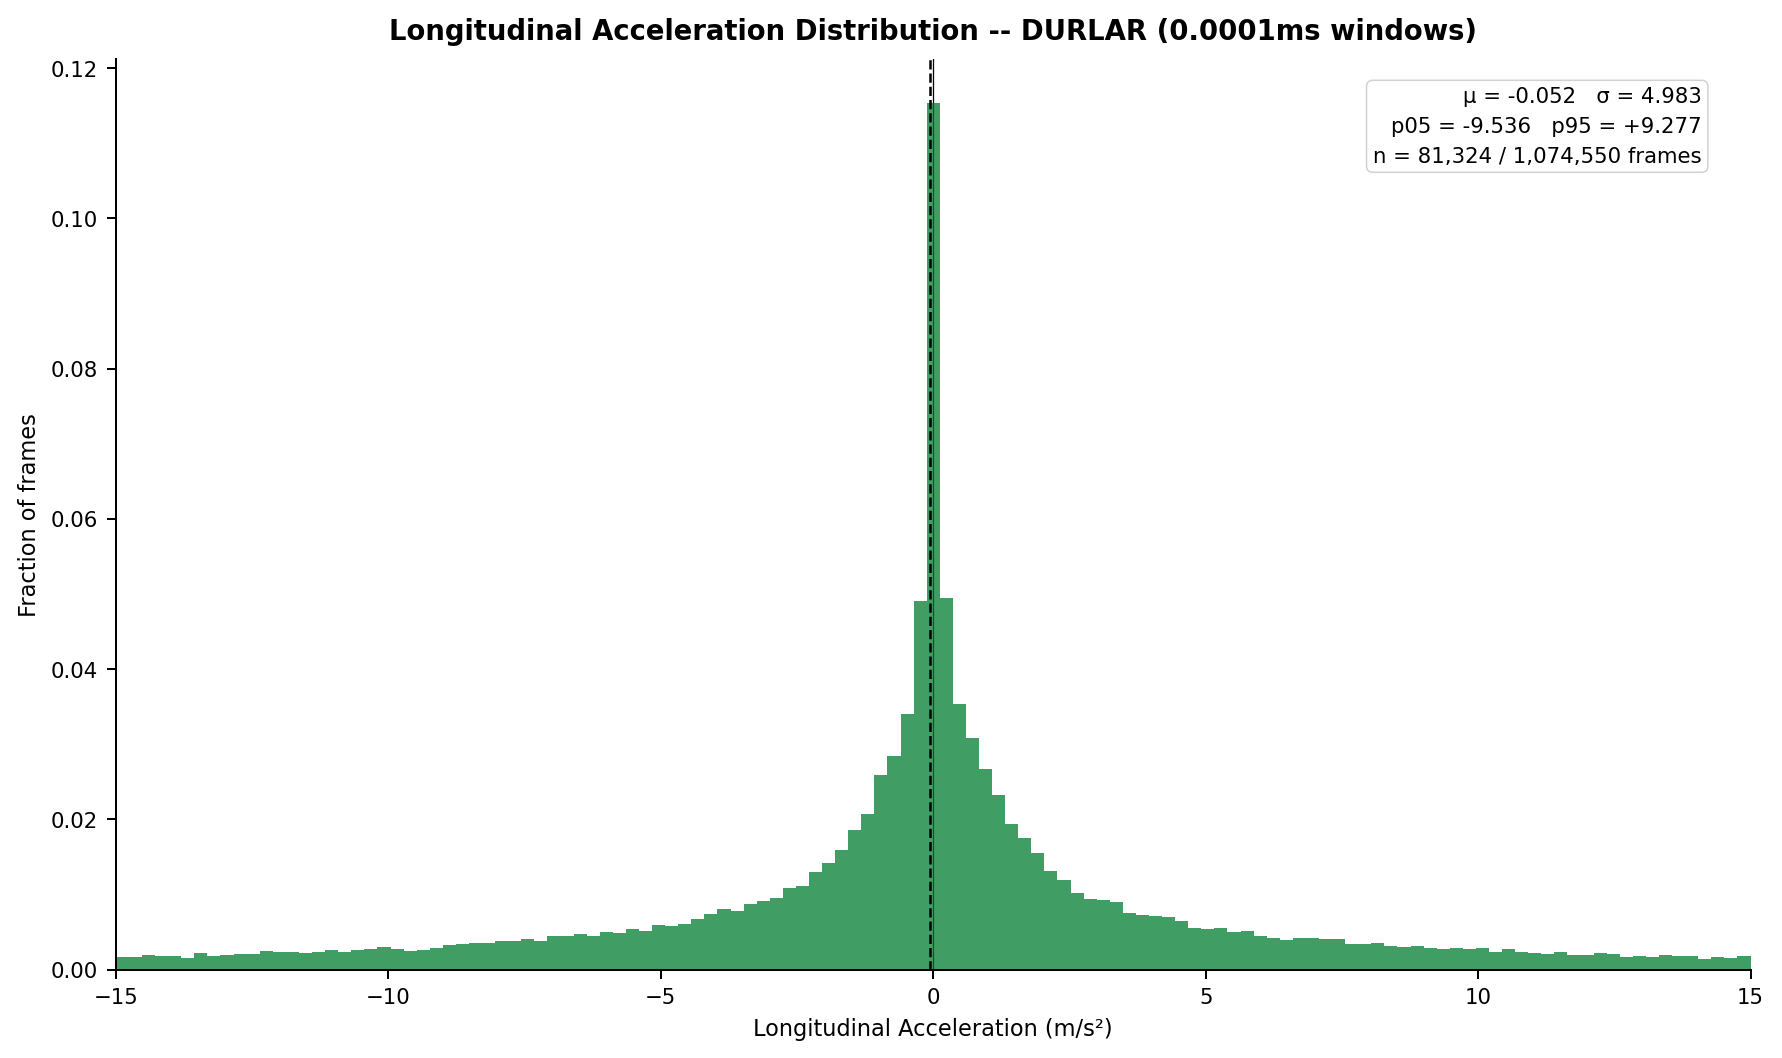 Longitudinal Acceleration Distribution -- DURLAR (0.0001ms windows)
μ = -0.052   σ = 4.983
p05 = -9.536   p95 = +9.277
n = 81,324 / 1,074,550 frames
Fraction of frames
0.12
0.10
0.08
0.06
0.04
0.02
0.00
−15
−10
−5
0
5
10
15
Longitudinal Acceleration (m/s²)